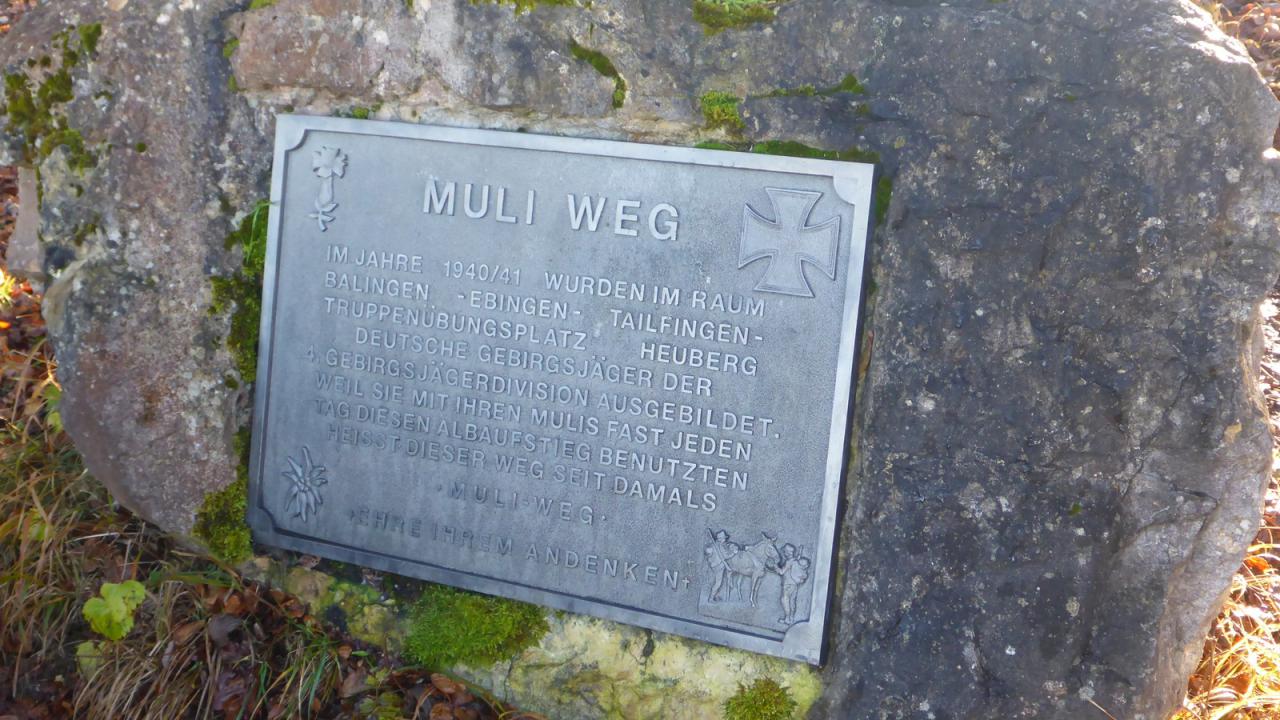 MULI WEG
IM JAHRE 1940/41 WURDEN IM RAUM
BALINGEN -EBINGEN- TAILFINGEN-
TRUPPENÜBUNGSPLATZ HEUBERG
DEUTSCHE GEBIRGSJÄGER DER
4. GEBIRGSJÄGERDIVISION AUSGEBILDET.
WEIL SIE MIT IHREN MULIS FAST JEDEN
TAG DIESEN ALBAUFSTIEG BENUTZTEN
HEISST DIESER WEG SEIT DAMALS
·MULI-WEG·
†EHRE IHREM ANDENKEN†